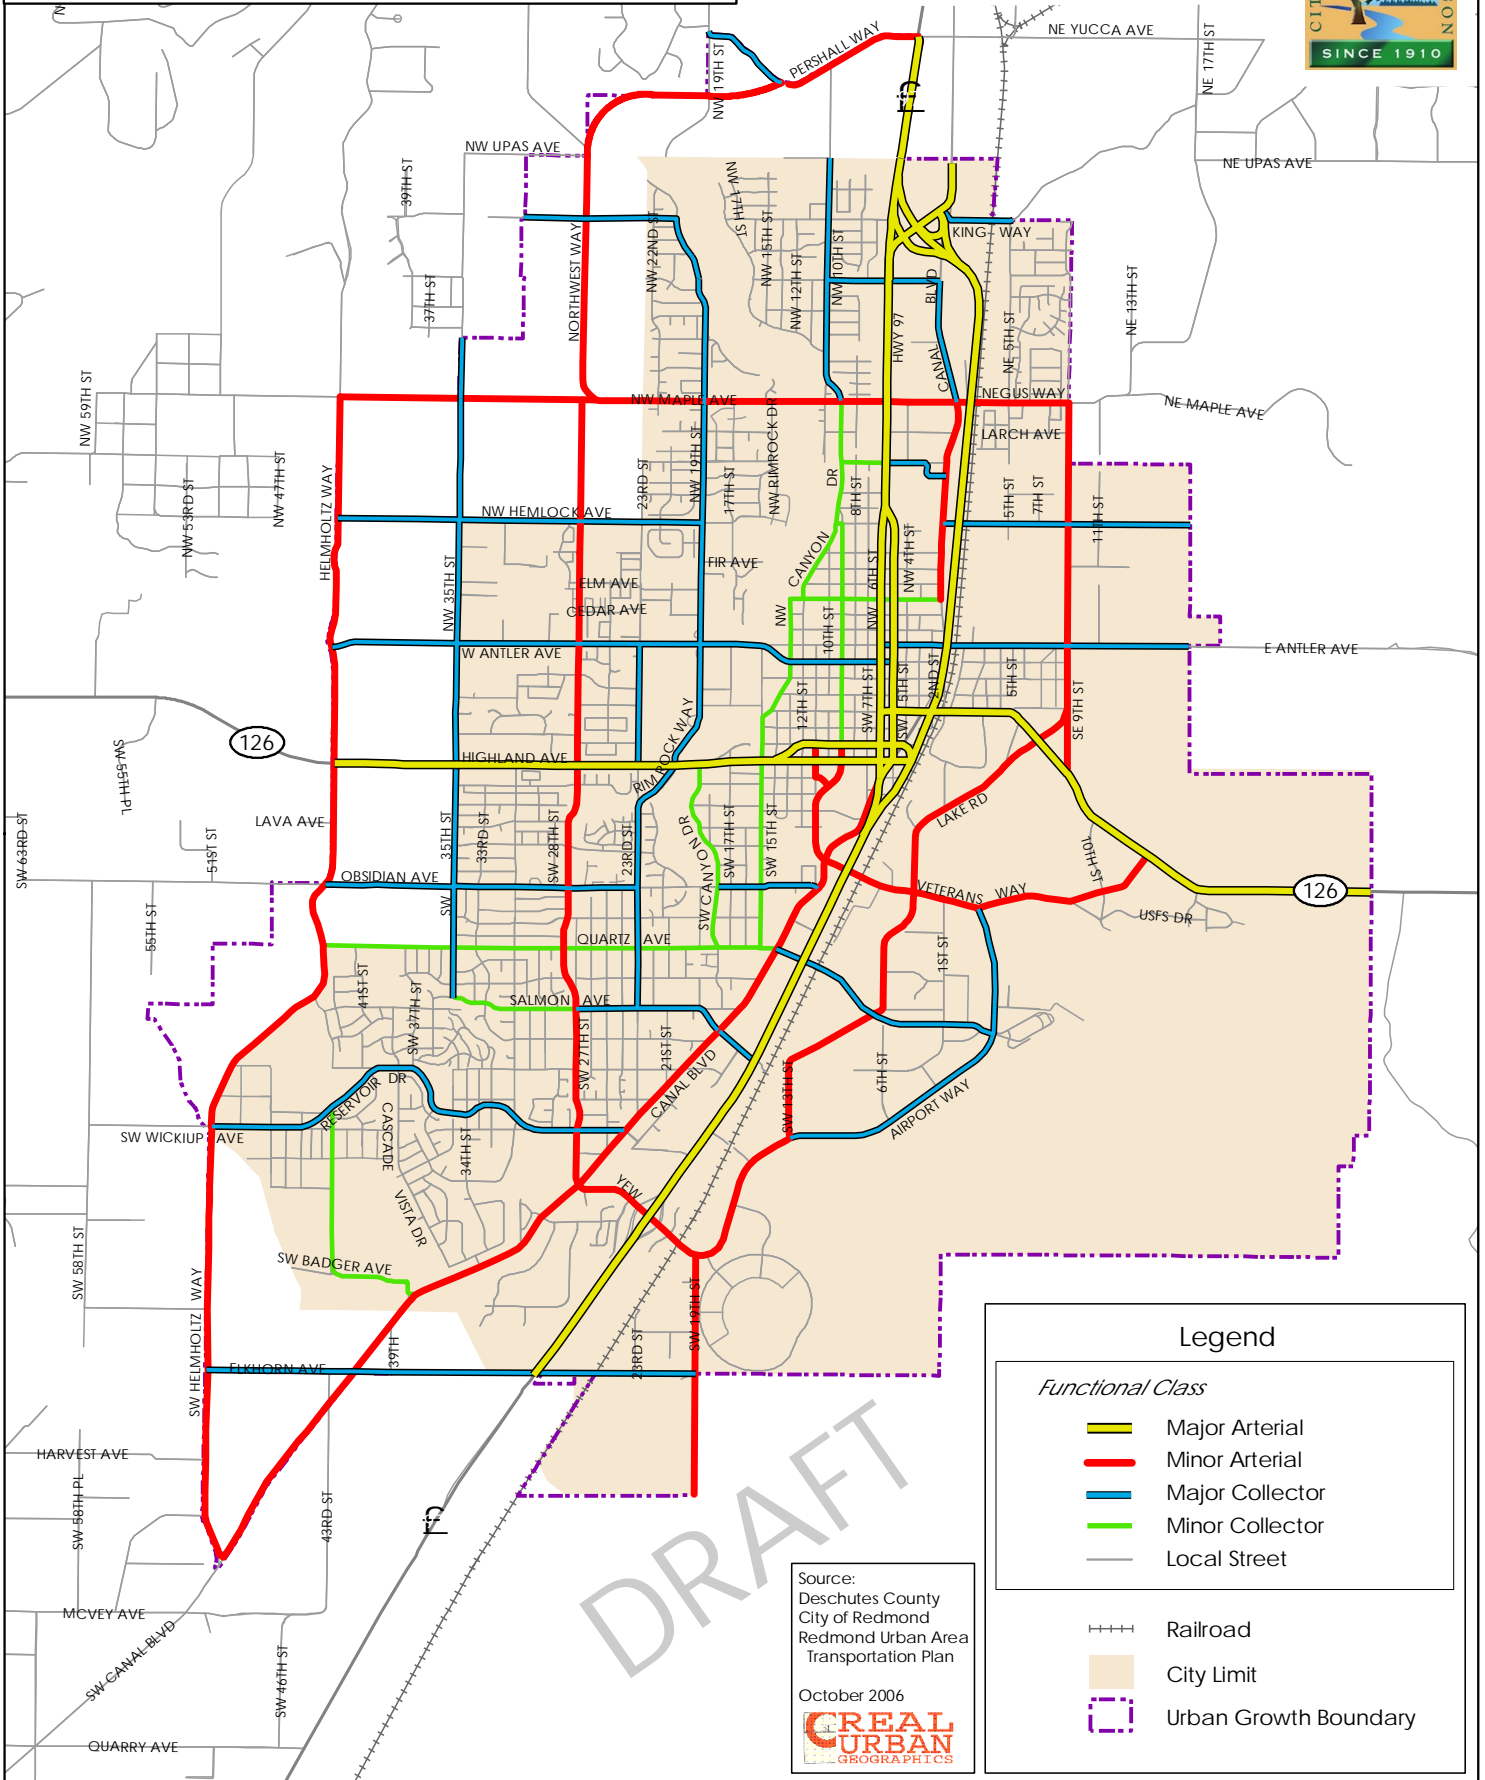 NE YUCCA AVE
NE 17TH ST
SINCE 1910
PERSHALL WAY
NW 19TH ST
NW UPAS AVE
NE UPAS AVE
39TH ST
NW 17TH ST
NW 22ND ST
NW 15TH ST
NW 12TH ST
NW 10TH ST
KING WAY
NORTHWEST WAY
37TH ST
HWY 97
CANAL BLVD
NE 5TH ST
NE 13TH ST
NW 59TH ST
NW MAPLE AVE
NEGUS WAY
NE MAPLE AVE
LARCH AVE
NW 53RD ST
NW 47TH ST
HELMHOLTZ WAY
23RD ST
NW 19TH ST
17TH ST
NW RIMROCK DR
NW CANYON DR
8TH ST
5TH ST
7TH ST
11TH ST
NW HEMLOCK AVE
NW 35TH ST
FIR AVE
ELM AVE
CEDAR AVE
NW 6TH ST
NW 4TH ST
10TH ST
W ANTLER AVE
E ANTLER AVE
12TH ST
SW 7TH ST
SW 5TH ST
2ND ST
5TH ST
SE 9TH ST
126
SW 55TH PL
HIGHLAND AVE
RIM ROCK WAY
SW 63RD ST
LAVA AVE
51ST ST
SW 35TH ST
33RD ST
SW 28TH ST
23RD ST
SW CANYON DR
SW 17TH ST
SW 15TH ST
LAKE RD
10TH ST
OBSIDIAN AVE
VETERANS WAY
126
USFS DR
55TH ST
QUARTZ AVE
1ST ST
41ST ST
SW 37TH ST
SALMON AVE
SW 27TH ST
21ST ST
CANAL BLVD
SW 13TH ST
6TH ST
AIRPORT WAY
RESERVOIR DR
SW WICKIUP AVE
CASCADE VISTA DR
34TH ST
YEW
SW 58TH ST
SW BADGER AVE
SW HELMHOLTZ WAY
39TH
23RD ST
SW 19TH ST
ELKHORN AVE
HARVEST AVE
SW 58TH PL
43RD ST
MCVEY AVE
SW CANAL BLVD
SW 46TH ST
QUARRY AVE
DRAFT
Legend
Functional Class
Major Arterial
Minor Arterial
Major Collector
Minor Collector
Local Street
Railroad
City Limit
Urban Growth Boundary
Source:
Deschutes County
City of Redmond
Redmond Urban Area
Transportation Plan
October 2006
REAL
URBAN
GEOGRAPHICS